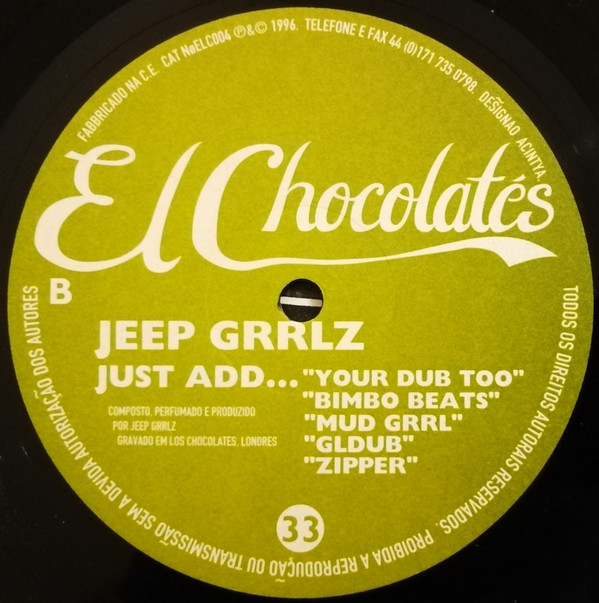 FABBRICADO NA C.E. CAT NºELC004 ℗&© 1996. TELEFONE E FAX 44 (0)171 735 0798. DESIGNAO ACINTYA.
El Chocolatés
B
JEEP GRRLZ
JUST ADD... "YOUR DUB TOO"
"BIMBO BEATS"
"MUD GRRL"
"GLDUB"
"ZIPPER"
COMPOSTO, PERFUMADO E PRODUZIDO
POR JEEP GRRLZ
GRAVADO EM LOS CHOCOLATES, LONDRES
33
TODOS OS DIREITOS AUTORAIS RESERVADOS. PROIBIDA A REPRODUÇÃO OU TRANSMISSÃO SEM A DEVIDA AUTORIZAÇÃO DOS AUTORES